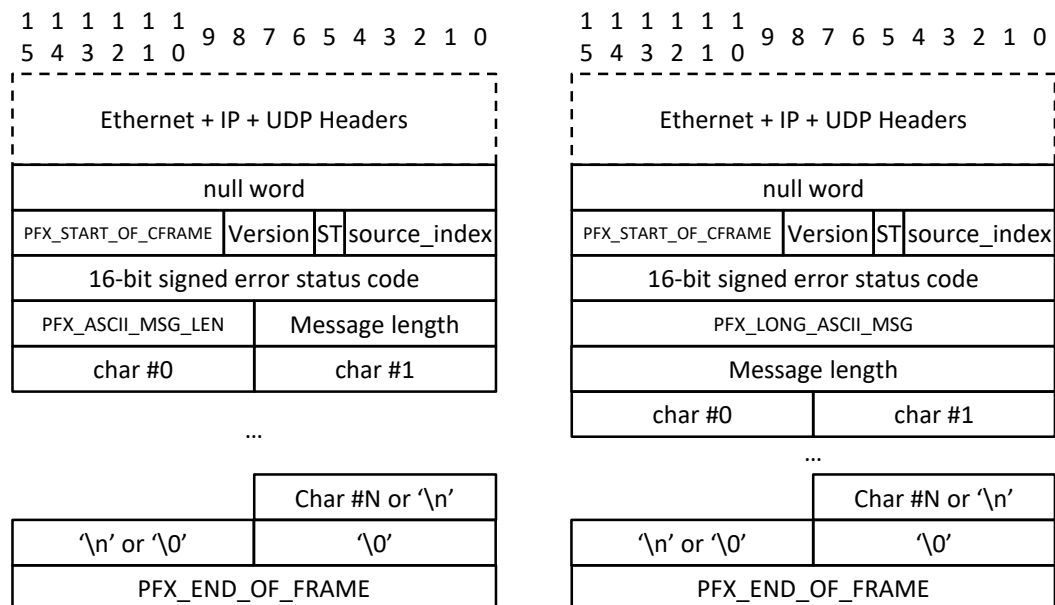 1 1 1 1 1 1
5 4 3 2 1 0 9 8 7 6 5 4 3 2 1 0
Ethernet + IP + UDP Headers
null word
PFX_START_OF_CFRAME Version ST source_index
16-bit signed error status code
PFX_ASCII_MSG_LEN Message length
char #0 char #1
…
Char #N or ‘\n’
‘\n’ or ‘\0’ ‘\0’
PFX_END_OF_FRAME
1 1 1 1 1 1
5 4 3 2 1 0 9 8 7 6 5 4 3 2 1 0
Ethernet + IP + UDP Headers
null word
PFX_START_OF_CFRAME Version ST source_index
16-bit signed error status code
PFX_LONG_ASCII_MSG
Message length
char #0 char #1
…
Char #N or ‘\n’
‘\n’ or ‘\0’ ‘\0’
PFX_END_OF_FRAME